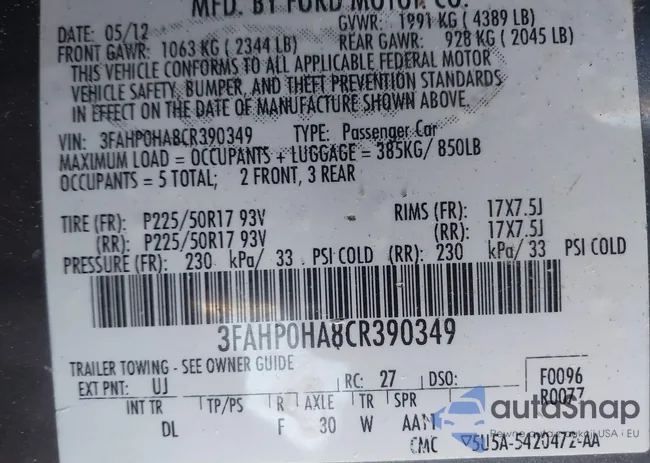 MFD. BY FORD MOTOR CO.
DATE: 05/12 GVWR: 1991 KG ( 4389 LB)
FRONT GAWR: 1063 KG ( 2344 LB) REAR GAWR: 928 KG ( 2045 LB)
THIS VEHICLE CONFORMS TO ALL APPLICABLE FEDERAL MOTOR
VEHICLE SAFETY, BUMPER, AND THEFT PREVENTION STANDARDS
IN EFFECT ON THE DATE OF MANUFACTURE SHOWN ABOVE.
VIN: 3FAHP0HA8CR390349 TYPE: Passenger Car
MAXIMUM LOAD = OCCUPANTS + LUGGAGE = 385KG/ 850LB
OCCUPANTS = 5 TOTAL; 2 FRONT, 3 REAR
TIRE (FR): P225/50R17 93V RIMS (FR): 17X7.5J
(RR): P225/50R17 93V (RR): 17X7.5J
PRESSURE (FR): 230 kPa/ 33 PSI COLD (RR): 230 kPa/ 33 PSI COLD
3FAHP0HA8CR390349
TRAILER TOWING - SEE OWNER GUIDE
EXT PNT: UJ RC: 27 DSO: F0096
R0077
INT TR TP/PS R AXLE TR SPR
DL F 30 W
autoSnap
Pewne auto z aukcji USA i EU
CMC 5U5A-5420472-AA